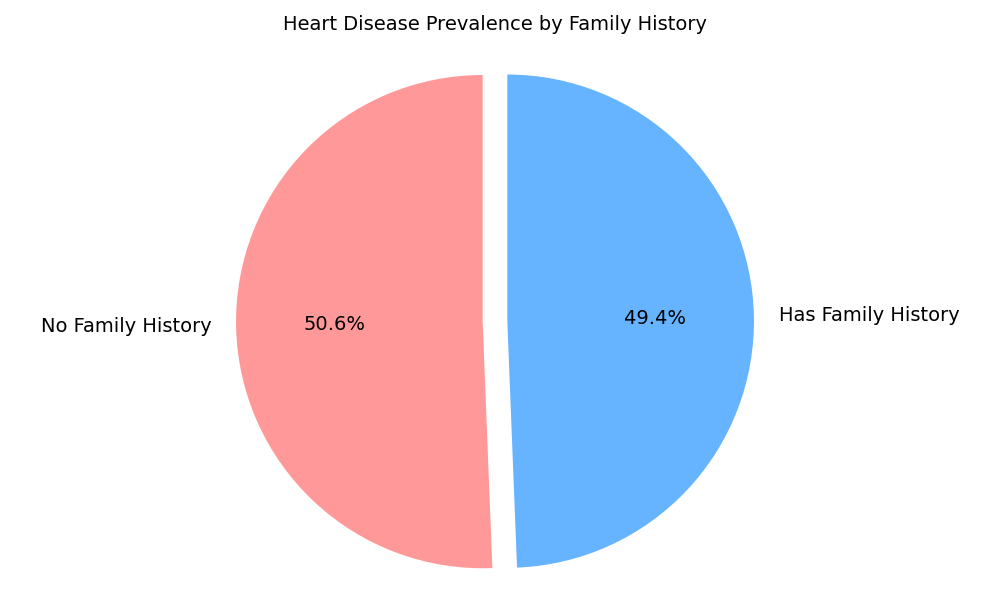 Heart Disease Prevalence by Family History
No Family History
50.6%
49.4%
Has Family History